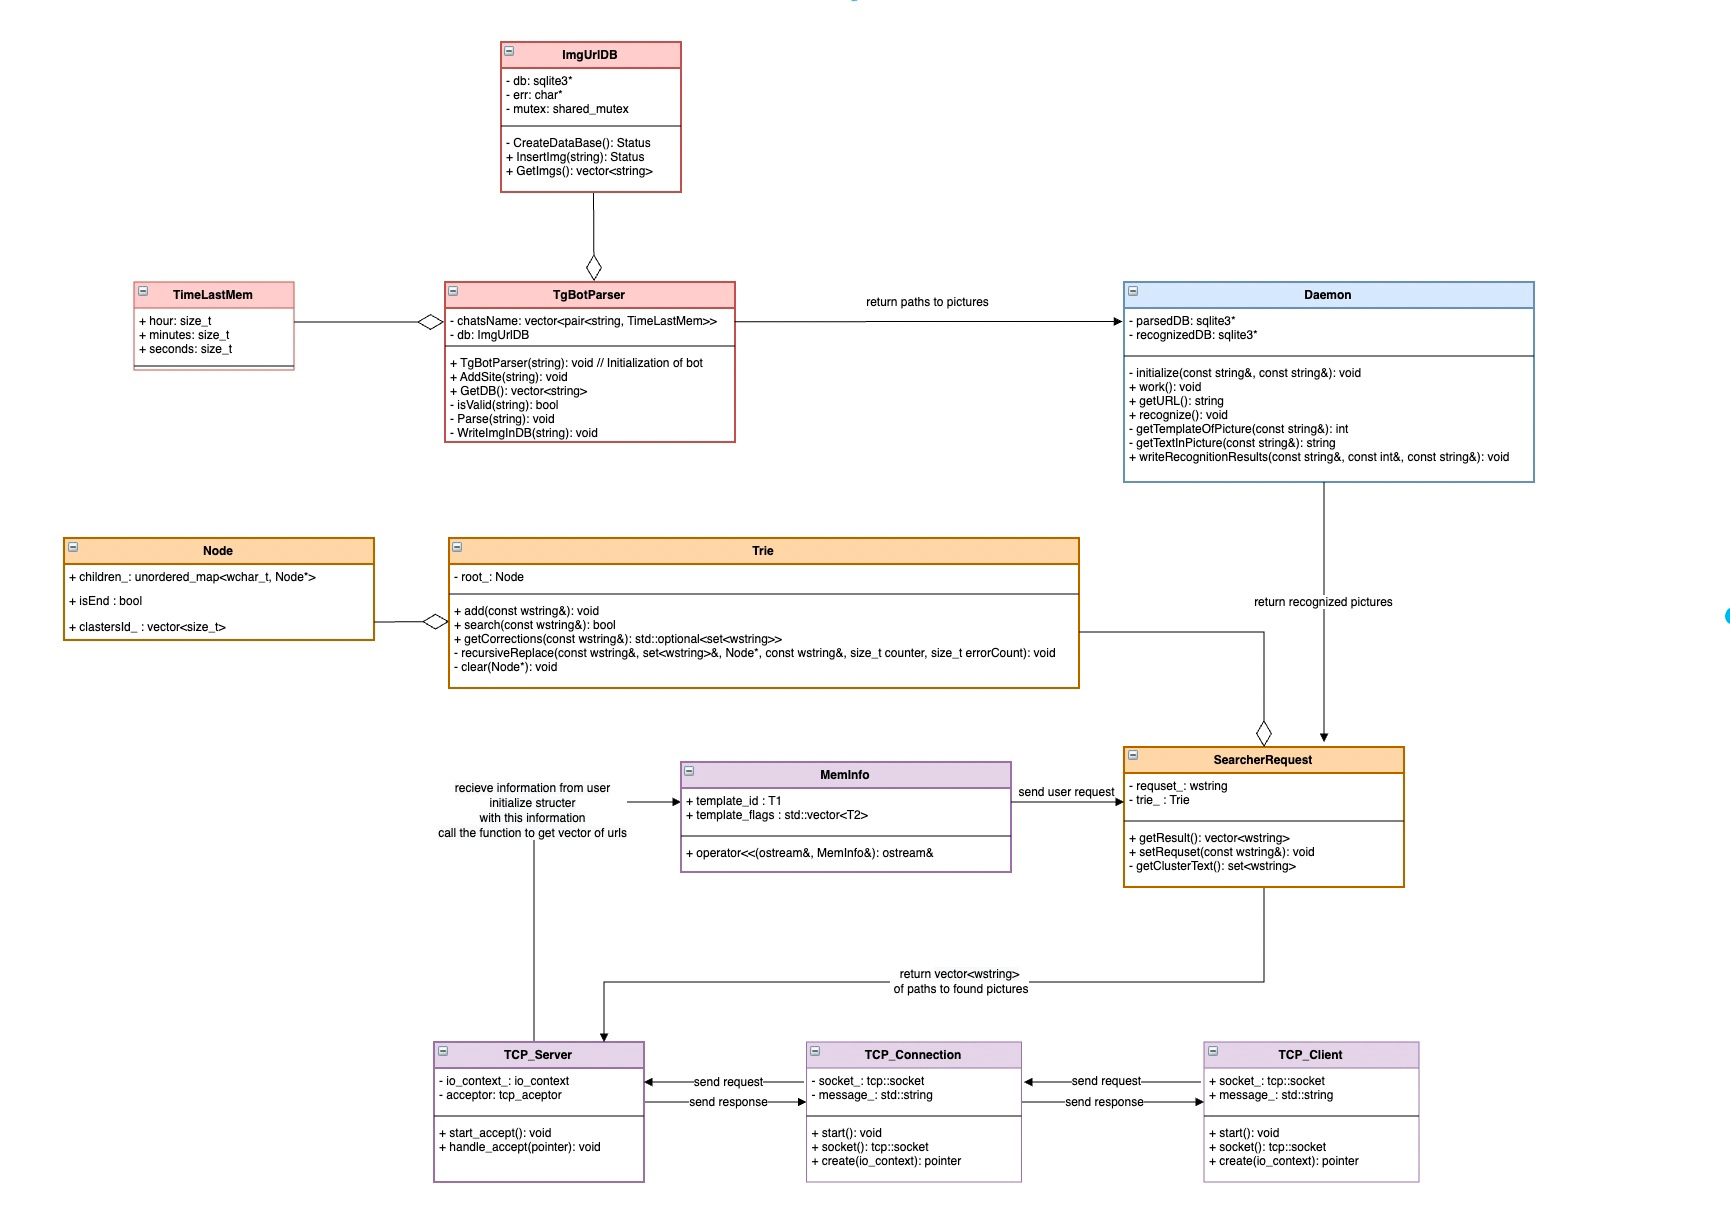 ImgUrlDB
- db: sqlite3*
- err: char*
- mutex: shared_mutex
- CreateDataBase(): Status
+ InsertImg(string): Status
+ GetImgs(): vector<string>
TimeLastMem
+ hour: size_t
+ minutes: size_t
+ seconds: size_t
TgBotParser
- chatsName: vector<pair<string, TimeLastMem>>
- db: ImgUrlDB
+ TgBotParser(string): void // Initialization of bot
+ AddSite(string): void
+ GetDB(): vector<string>
- isValid(string): bool
- Parse(string): void
- WriteImgInDB(string): void
return paths to pictures
Daemon
- parsedDB: sqlite3*
- recognizedDB: sqlite3*
- initialize(const string&, const string&): void
+ work(): void
+ getURL(): string
+ recognize(): void
- getTemplateOfPicture(const string&): int
- getTextInPicture(const string&): string
+ writeRecognitionResults(const string&, const int&, const string&): void
Node
+ children_: unordered_map<wchar_t, Node*>
+ isEnd : bool
+ clastersId_ : vector<size_t>
Trie
- root_: Node
+ add(const wstring&): void
+ search(const wstring&): bool
+ getCorrections(const wstring&): std::optional<set<wstring>>
- recursiveReplace(const wstring&, set<wstring>&, Node*, const wstring&, size_t counter, size_t errorCount): void
- clear(Node*): void
return recognized pictures
recieve information from user
initialize structer
with this information
call the function to get vector of urls
MemInfo
+ template_id : T1
+ template_flags : std::vector<T2>
+ operator<<(ostream&, MemInfo&): ostream&
send user request
SearcherRequest
- requset_: wstring
- trie_ : Trie
+ getResult(): vector<wstring>
+ setRequset(const wstring&): void
- getClusterText(): set<wstring>
return vector<wstring>
of paths to found pictures
TCP_Server
- io_context_: io_context
- acceptor: tcp_aceptor
+ start_accept(): void
+ handle_accept(pointer): void
send request
send response
TCP_Connection
- socket_: tcp::socket
- message_: std::string
+ start(): void
+ socket(): tcp::socket
+ create(io_context): pointer
send request
send response
TCP_Client
+ socket_: tcp::socket
+ message_: std::string
+ start(): void
+ socket(): tcp::socket
+ create(io_context): pointer